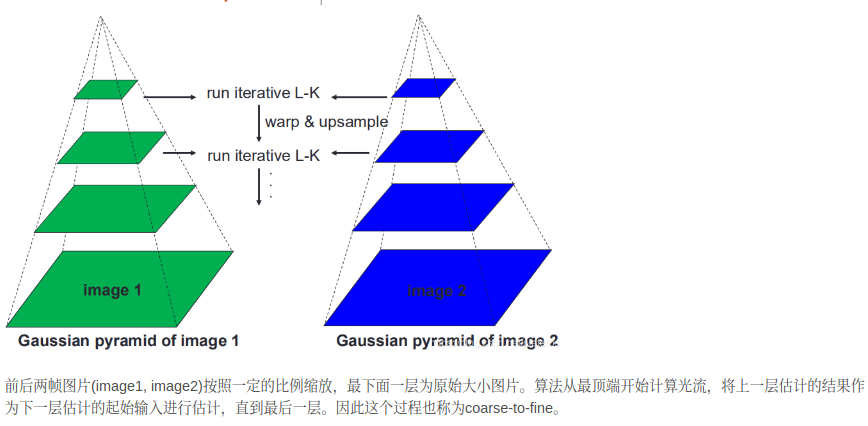 run iterative L-K
warp & upsample
run iterative L-K
image 1
image 2
Gaussian pyramid of image 1
Gaussian pyramid of image 2
前后两帧图片(image1, image2)按照一定的比例缩放，最下面一层为原始大小图片。算法从最顶端开始计算光流，将上一层估计的结果作
为下一层估计的起始输入进行估计，直到最后一层。因此这个过程也称为coarse-to-fine。